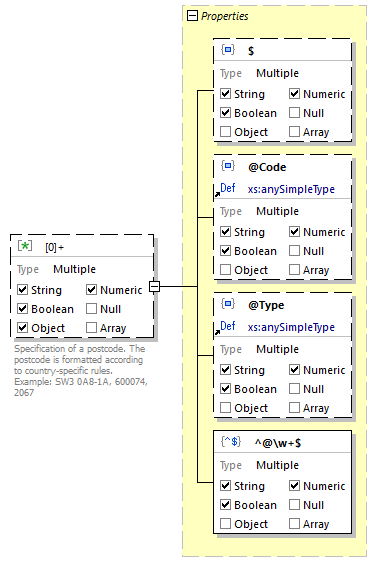 Properties
$
Type Multiple
String Numeric
Boolean Null
Object Array
@Code
Def xs:anySimpleType
Type Multiple
String Numeric
Boolean Null
Object Array
[0]+
Type Multiple
String Numeric
Boolean Null
Object Array
Specification of a postcode. The
postcode is formatted according
to country-specific rules.
Example: SW3 0A8-1A, 600074,
2067
@Type
Def xs:anySimpleType
Type Multiple
String Numeric
Boolean Null
Object Array
^$ ^@\w+$
Type Multiple
String Numeric
Boolean Null
Object Array